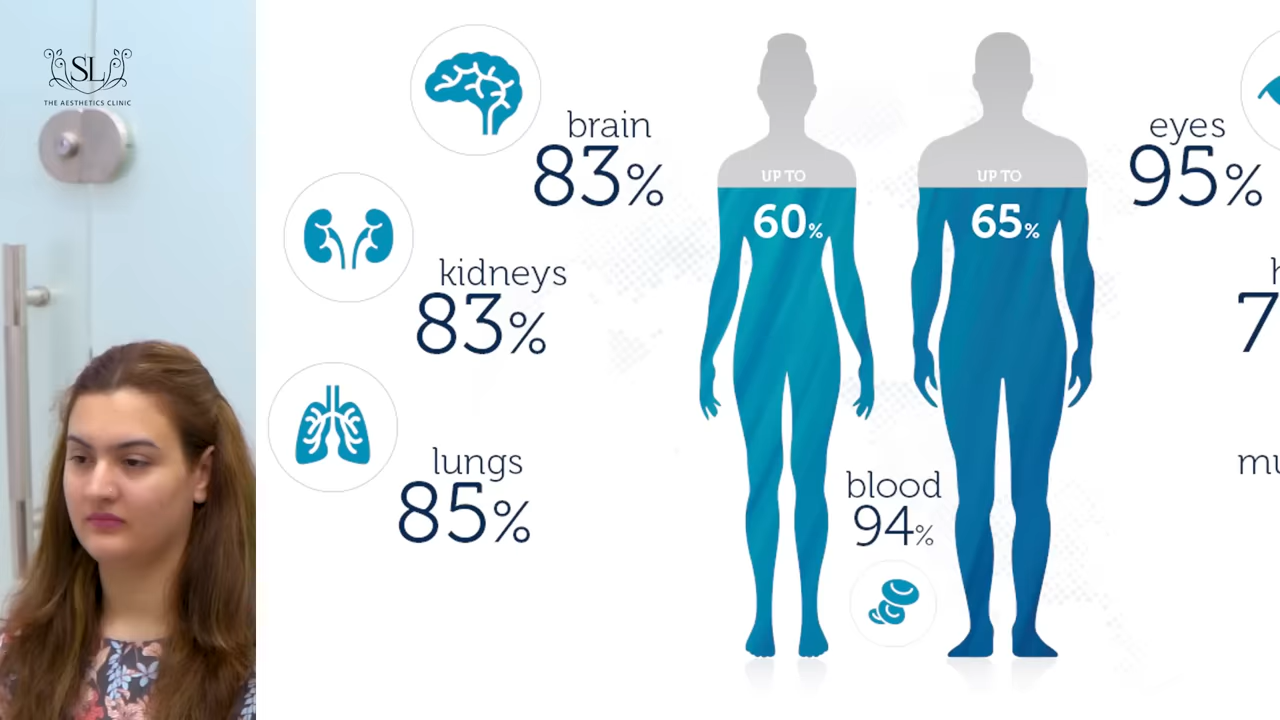 SL
THE AESTHETICS CLINIC
brain
83%
kidneys
83%
lungs
85%
UP TO
60%
UP TO
65%
blood
94%
eyes
95%